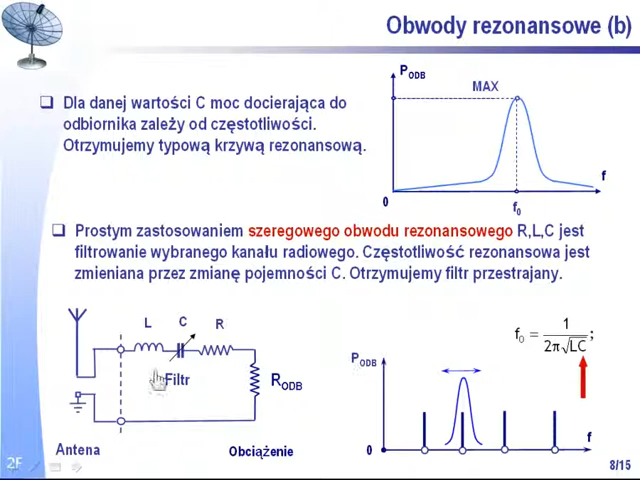 Obwody rezonansowe (b)
Dla danej wartości C moc docierająca do
odbiornika zależy od częstotliwości.
Otrzymujemy typową krzywą rezonansową.
P_ODB
MAX
f
0
f₀
Prostym zastosowaniem szeregowego obwodu rezonansowego R,L,C jest
filtrowanie wybranego kanału radiowego. Częstotliwość rezonansowa jest
zmieniana przez zmianę pojemności C. Otrzymujemy filtr przestrajany.
L C R
Filtr
R_ODB
Antena
Obciążenie
f₀ = 1 / 2π√LC ;
P_ODB
0
f
8/15